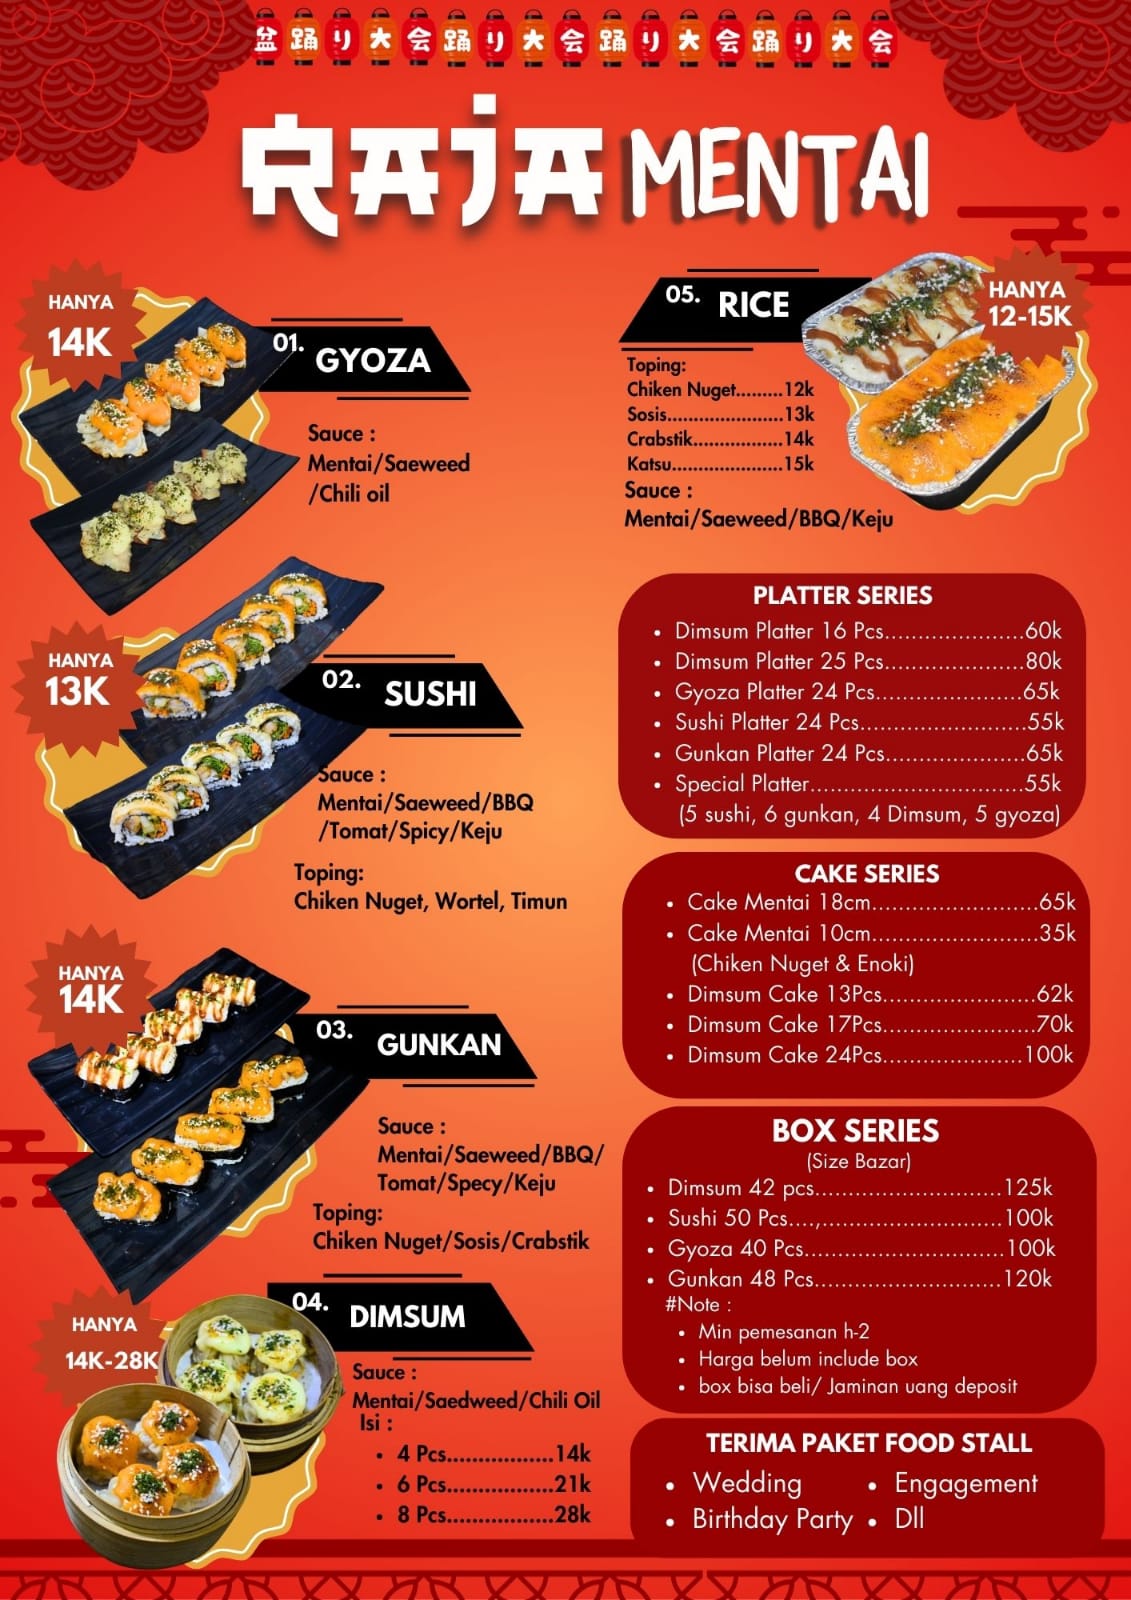 盆踊り大会踊り大会踊り大会踊り大会
RAJA MENTAI
HANYA
14K
01. GYOZA
Sauce :
Mentai/Saeweed
/Chili oil
HANYA
13K
02. SUSHI
Sauce :
Mentai/Saeweed/BBQ
/Tomat/Spicy/Keju
Toping:
Chiken Nuget, Wortel, Timun
HANYA
14K
03. GUNKAN
Sauce :
Mentai/Saeweed/BBQ/
Tomat/Specy/Keju
Toping:
Chiken Nuget/Sosis/Crabstik
HANYA
14K-28K
04. DIMSUM
Sauce :
Mentai/Saedweed/Chili Oil
Isi :
• 4 Pcs..................14k
• 6 Pcs..................21k
• 8 Pcs..................28k
05. RICE
HANYA
12-15K
Toping:
Chiken Nuget.........12k
Sosis......................13k
Crabstik.................14k
Katsu.....................15k
Sauce :
Mentai/Saeweed/BBQ/Keju
PLATTER SERIES
• Dimsum Platter 16 Pcs.....................60k
• Dimsum Platter 25 Pcs.....................80k
• Gyoza Platter 24 Pcs......................65k
• Sushi Platter 24 Pcs.........................55k
• Gunkan Platter 24 Pcs.....................65k
• Special Platter................................55k
(5 sushi, 6 gunkan, 4 Dimsum, 5 gyoza)
CAKE SERIES
• Cake Mentai 18cm.........................65k
• Cake Mentai 10cm.........................35k
(Chiken Nuget & Enoki)
• Dimsum Cake 13Pcs.......................62k
• Dimsum Cake 17Pcs.......................70k
• Dimsum Cake 24Pcs.....................100k
BOX SERIES
(Size Bazar)
• Dimsum 42 pcs............................125k
• Sushi 50 Pcs....,...........................100k
• Gyoza 40 Pcs..............................100k
• Gunkan 48 Pcs............................120k
#Note :
• Min pemesanan h-2
• Harga belum include box
• box bisa beli/ Jaminan uang deposit
TERIMA PAKET FOOD STALL
• Wedding • Engagement
• Birthday Party • Dll